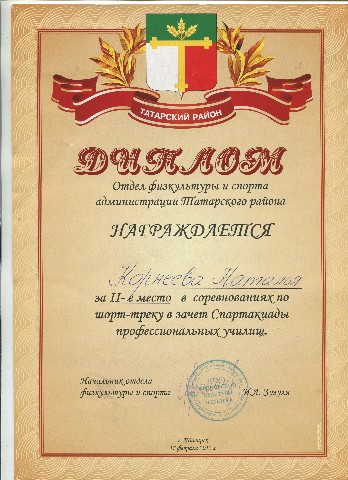 ТАТАРСКИЙ РАЙОН
ДИПЛОМ
Отдел физкультуры и спорта
администрации Татарского района
НАГРАЖДАЕТСЯ
Корнеева Наталья
за II-е место в соревнованиях по
шорт-треку в зачет Спартакиады
профессиональных училищ.
Начальник отдела
физкультуры и спорта
г. Татарск